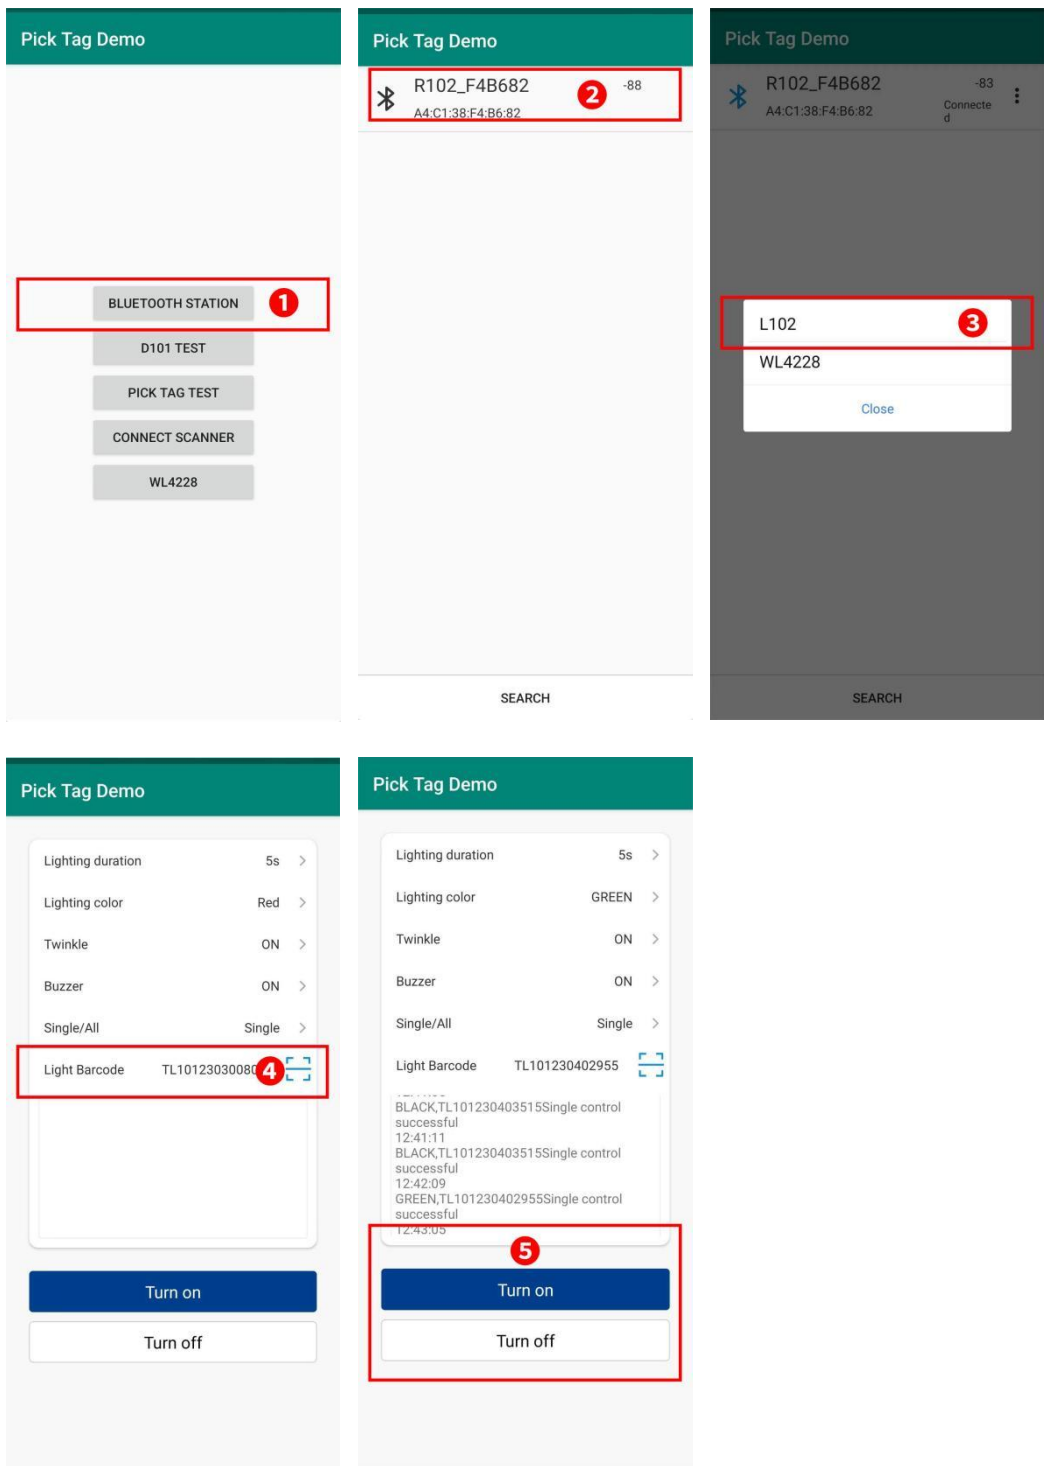 Pick Tag Demo
BLUETOOTH STATION
1
D101 TEST
PICK TAG TEST
CONNECT SCANNER
WL4228
Pick Tag Demo
R102_F4B682
2
-88
A4:C1:38:F4:B6:82
SEARCH
Pick Tag Demo
R102_F4B682
-83
A4:C1:38:F4:B6:82
Connecte
d
L102
3
WL4228
Close
SEARCH
Pick Tag Demo
Lighting duration 5s
Lighting color Red
Twinkle ON
Buzzer ON
Single/All Single
Light Barcode TL10123030080
4
Turn on
Turn off
Pick Tag Demo
Lighting duration 5s
Lighting color GREEN
Twinkle ON
Buzzer ON
Single/All Single
Light Barcode TL101230402955
BLACK,TL101230403515Single control
successful
12:41:11
BLACK,TL101230403515Single control
successful
12:42:09
GREEN,TL101230402955Single control
successful
12:43:05
5
Turn on
Turn off